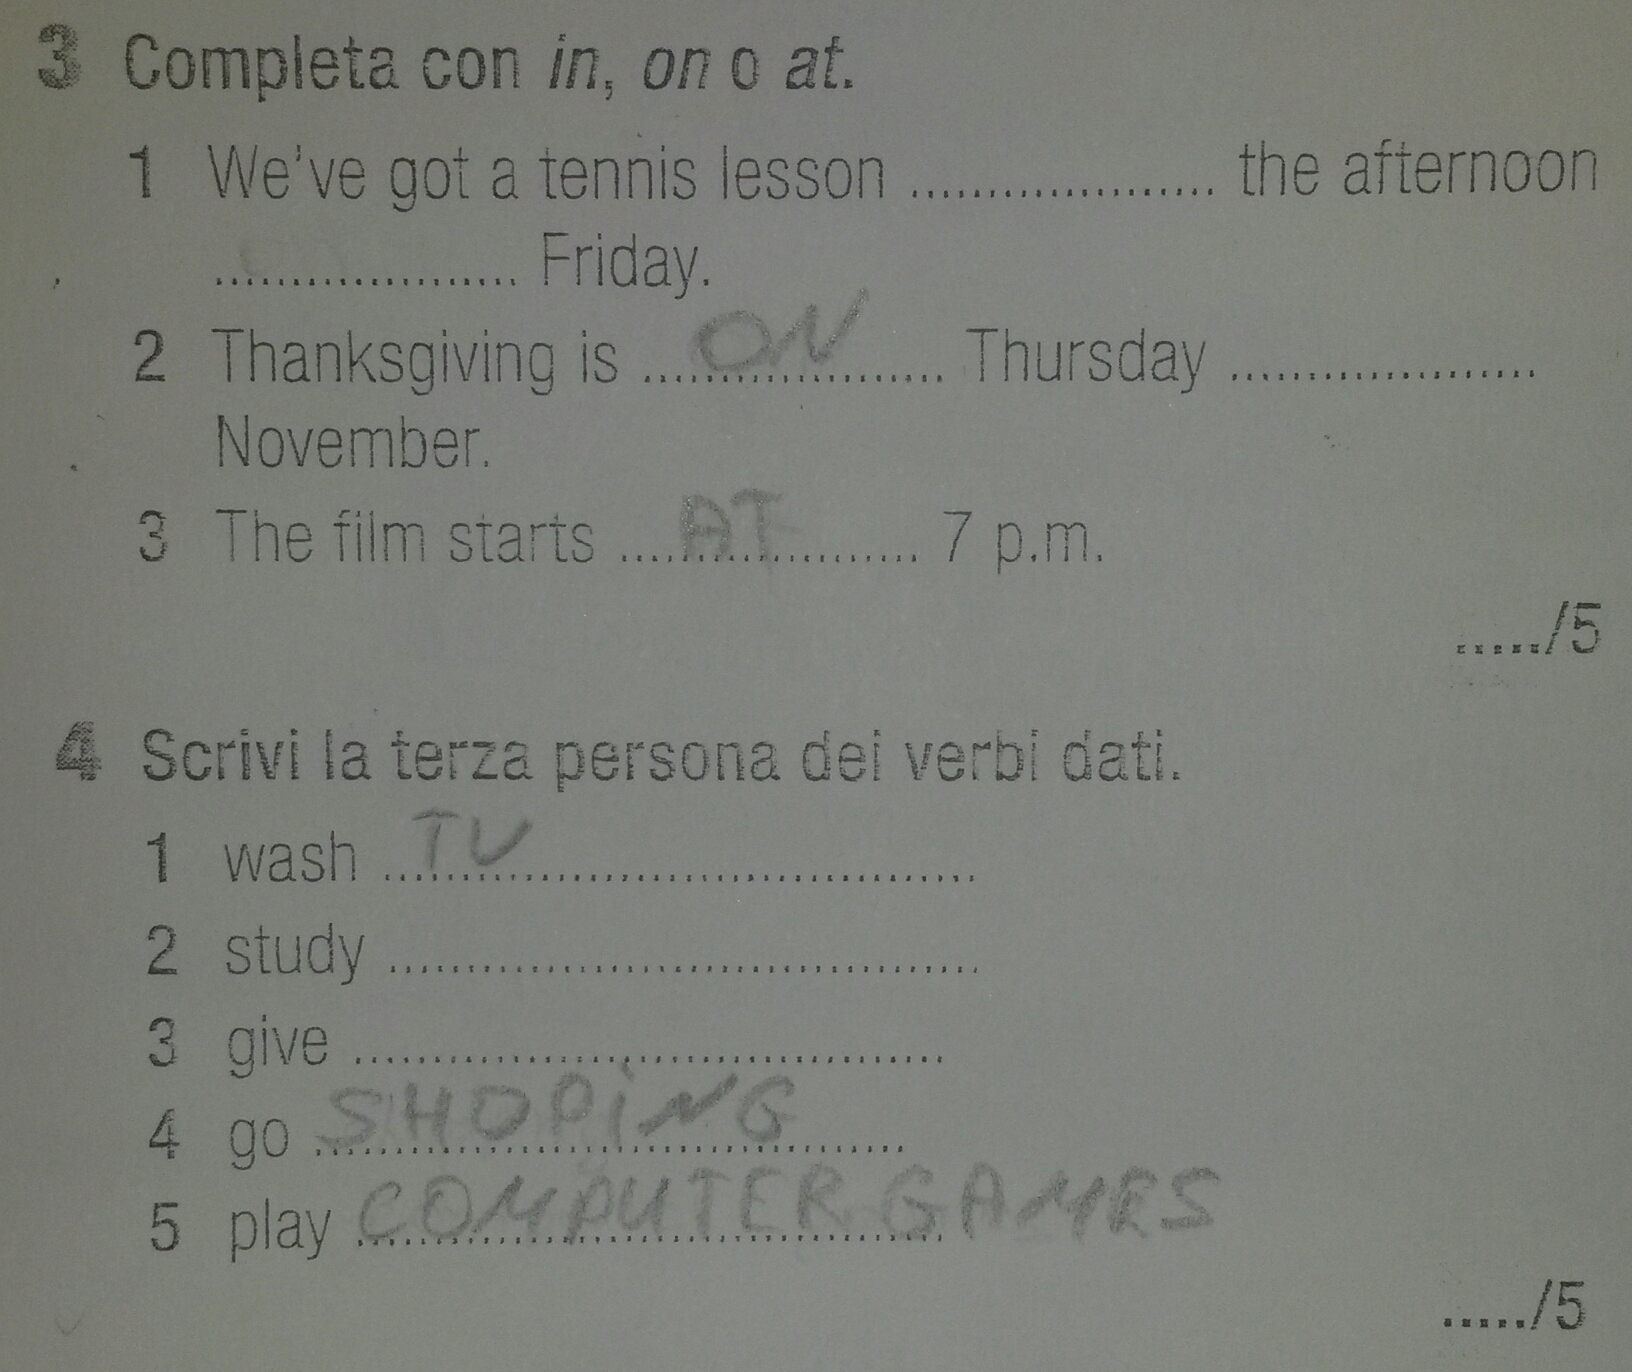 3 Completa con in, on o at.
1 We've got a tennis lesson .................... the afternoon
.................... Friday.
2 Thanksgiving is ON Thursday ....................
November.
3 The film starts AT 7 p.m.
...../5
4 Scrivi la terza persona dei verbi dati.
1 wash TV
2 study ......................................
3 give ......................................
4 go SHOPING
5 play COMPUTER GAMES
...../5